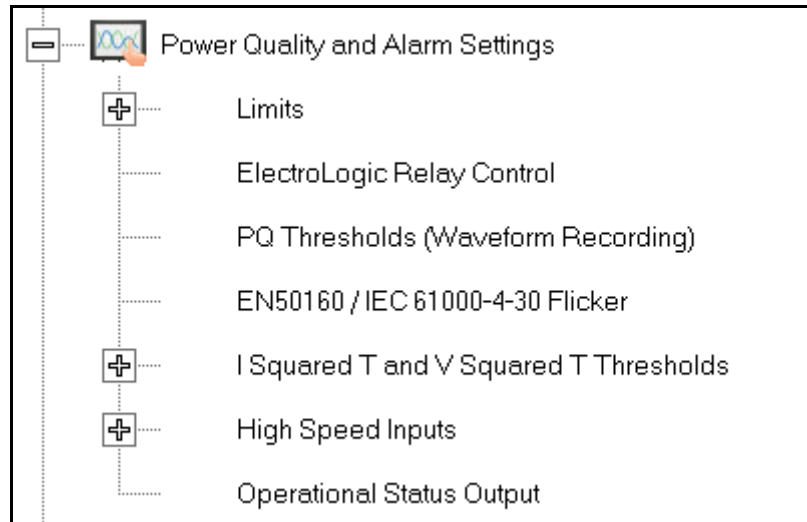 Power Quality and Alarm Settings
Limits
ElectroLogic Relay Control
PQ Thresholds (Waveform Recording)
EN50160 / IEC 61000-4-30 Flicker
I Squared T and V Squared T Thresholds
High Speed Inputs
Operational Status Output